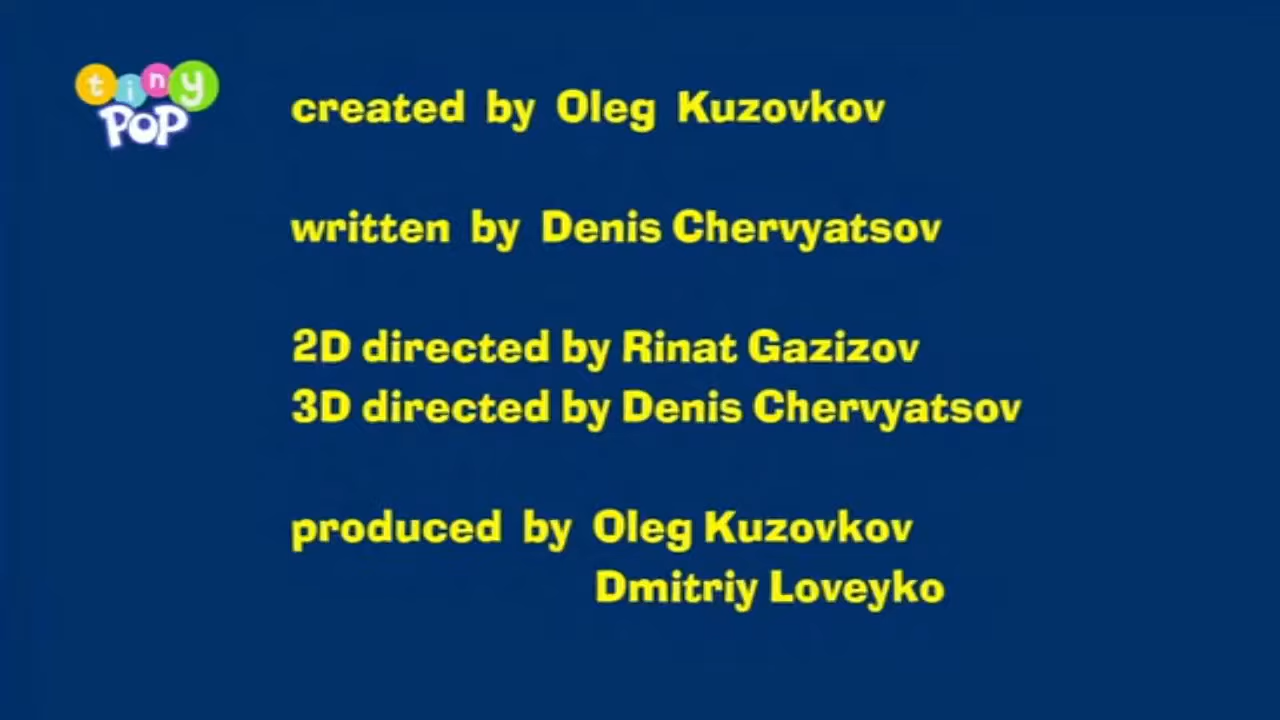 tiny
POP
created by Oleg Kuzovkov
written by Denis Chervyatsov
2D directed by Rinat Gazizov
3D directed by Denis Chervyatsov
produced by Oleg Kuzovkov
Dmitriy Loveyko